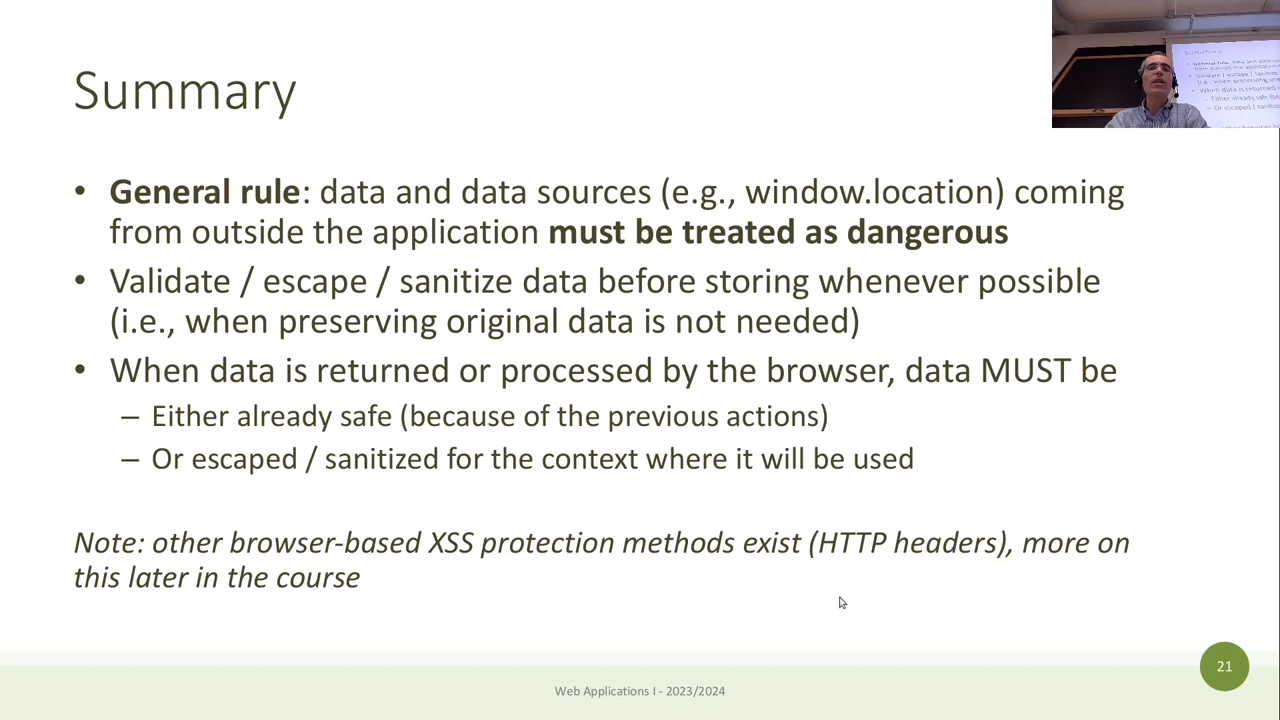 Summary
• General rule: data and data sources (e.g., window.location) coming
from outside the application must be treated as dangerous
• Validate / escape / sanitize data before storing whenever possible
(i.e., when preserving original data is not needed)
• When data is returned or processed by the browser, data MUST be
– Either already safe (because of the previous actions)
– Or escaped / sanitized for the context where it will be used
Note: other browser-based XSS protection methods exist (HTTP headers), more on
this later in the course
21
Web Applications I - 2023/2024